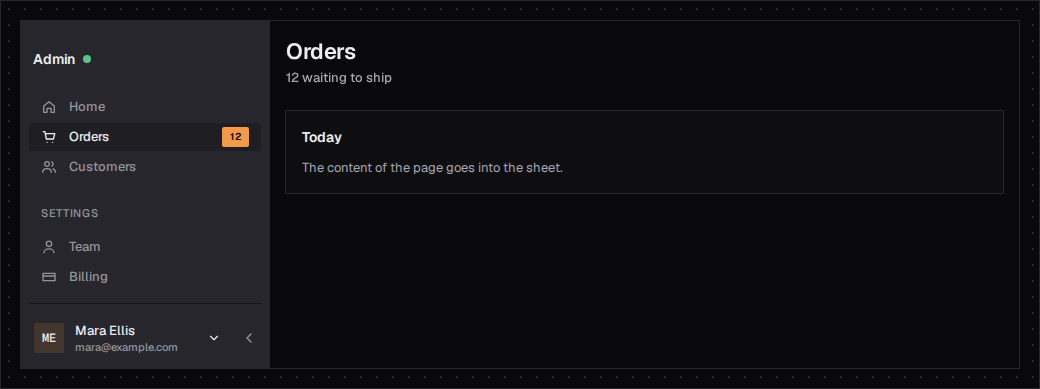 Admin
Home
Orders 12
Customers
SETTINGS
Team
Billing
ME
Mara Ellis
mara@example.com
Orders
12 waiting to ship
Today
The content of the page goes into the sheet.